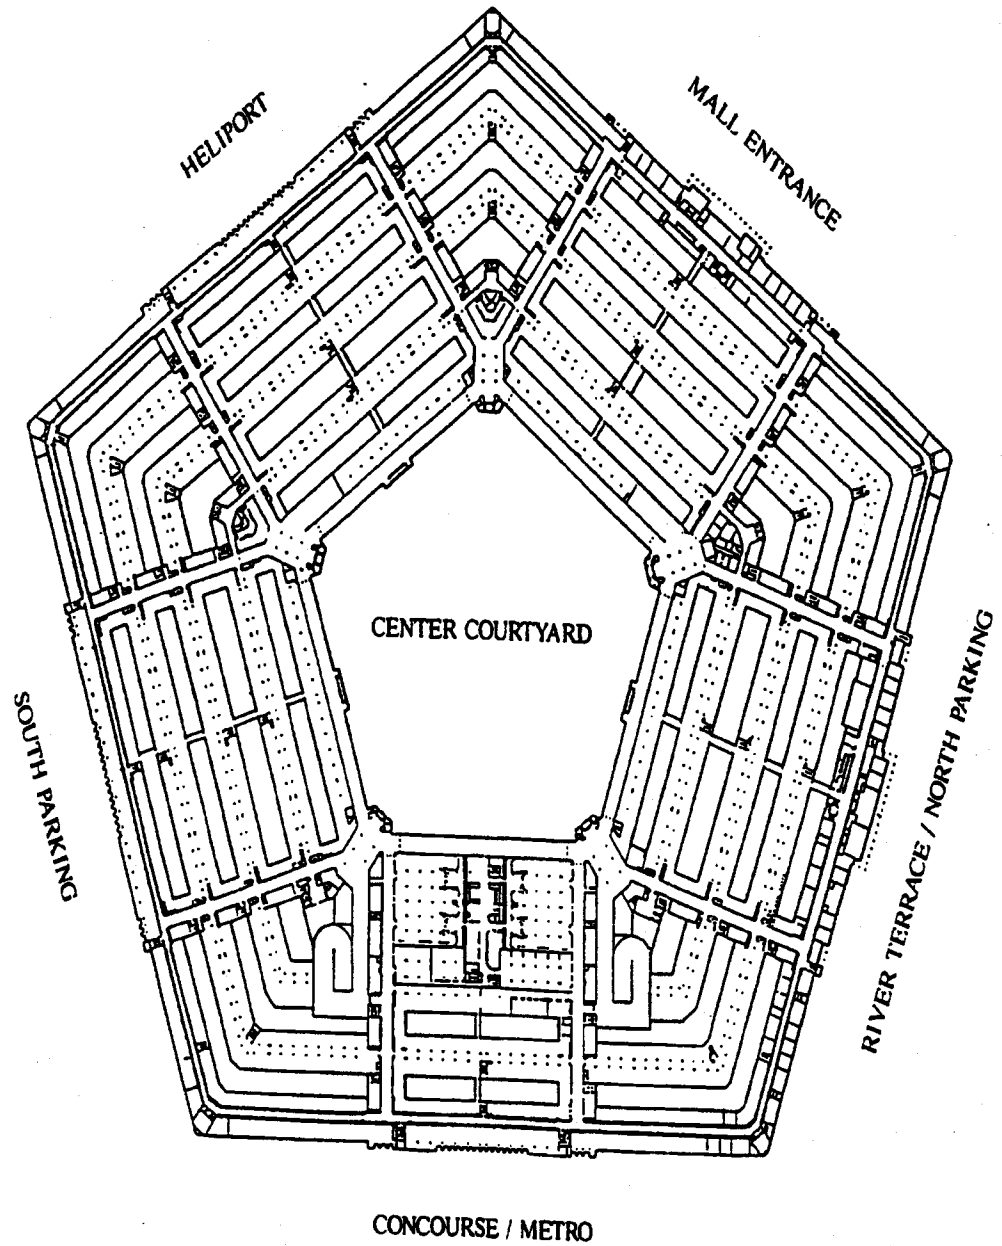 HELIPORT
MALL ENTRANCE
CENTER COURTYARD
SOUTH PARKING
RIVER TERRACE / NORTH PARKING
CONCOURSE / METRO